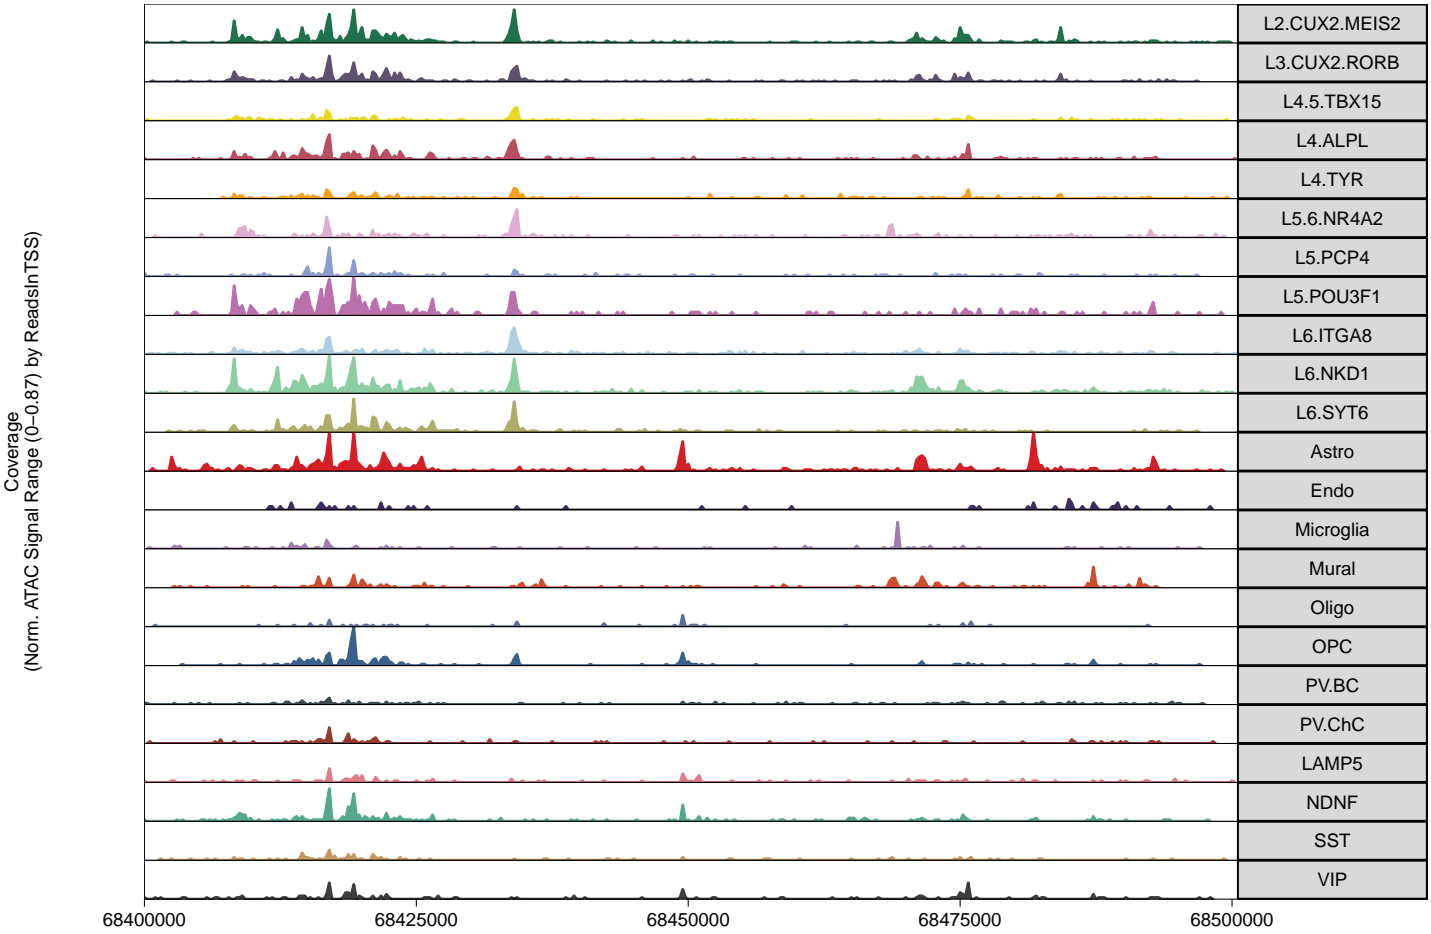 Coverage
(Norm. ATAC Signal Range (0−0.87) by ReadsInTSS)
L2.CUX2.MEIS2
L3.CUX2.RORB
L4.5.TBX15
L4.ALPL
L4.TYR
L5.6.NR4A2
L5.PCP4
L5.POU3F1
L6.ITGA8
L6.NKD1
L6.SYT6
Astro
Endo
Microglia
Mural
Oligo
OPC
PV.BC
PV.ChC
LAMP5
NDNF
SST
VIP
68400000 68425000 68450000 68475000 68500000